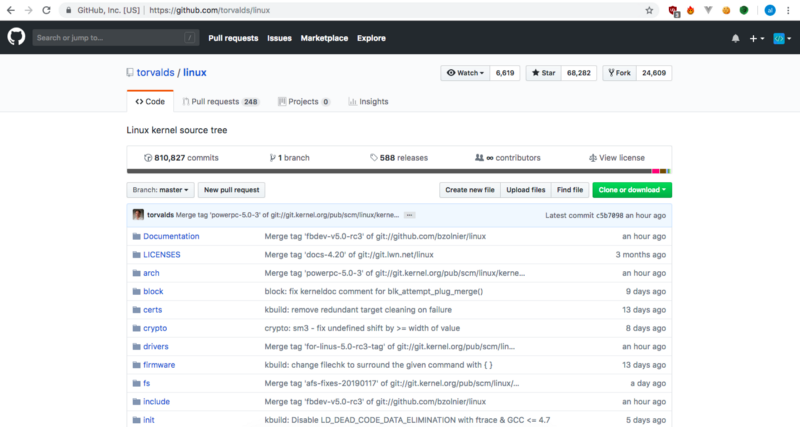 GitHub, Inc. [US] https://github.com/torvalds/linux
3
al
Search or jump to... / Pull requests Issues Marketplace Explore
torvalds / linux Watch 6,619 Star 68,282 Fork 24,609
Code Pull requests 248 Projects 0 Insights
Linux kernel source tree
810,827 commits 1 branch 588 releases ∞ contributors View license
Branch: master New pull request Create new file Upload files Find file Clone or download
torvalds Merge tag 'powerpc-5.0-3' of git://git.kernel.org/pub/scm/linux/kerne... ... Latest commit c5b7098 an hour ago
Documentation Merge tag 'fbdev-v5.0-rc3' of git://github.com/bzolnier/linux an hour ago
LICENSES Merge tag 'docs-4.20' of git://git.lwn.net/linux 3 months ago
arch Merge tag 'powerpc-5.0-3' of git://git.kernel.org/pub/scm/linux/kerne... an hour ago
block block: fix kerneldoc comment for blk_attempt_plug_merge() 9 days ago
certs kbuild: remove redundant target cleaning on failure 13 days ago
crypto crypto: sm3 - fix undefined shift by >= width of value 8 days ago
drivers Merge tag 'for-linus-5.0-rc3-tag' of git://git.kernel.org/pub/scm/lin... an hour ago
firmware kbuild: change filechk to surround the given command with { } 13 days ago
fs Merge tag 'afs-fixes-20190117' of git://git.kernel.org/pub/scm/linux/... a day ago
include Merge tag 'fbdev-v5.0-rc3' of git://github.com/bzolnier/linux an hour ago
init kbuild: Disable LD_DEAD_CODE_DATA_ELIMINATION with ftrace & GCC <= 4.7 5 days ago